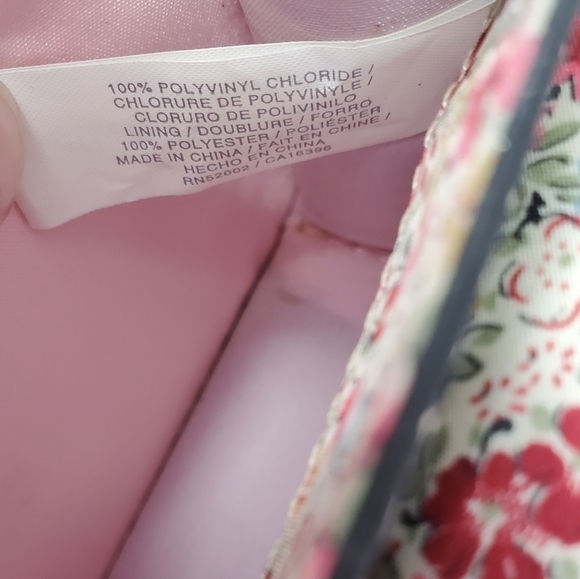 100% POLYVINYL CHLORIDE /
CHLORURE DE POLYVINYLE /
CLORURO DE POLIVINILO
LINING / DOUBLURE / FORRO
100% POLYESTER / POLIÉSTER
MADE IN CHINA / FAIT EN CHINE /
HECHO EN CHINA
RN52002 / CA16396